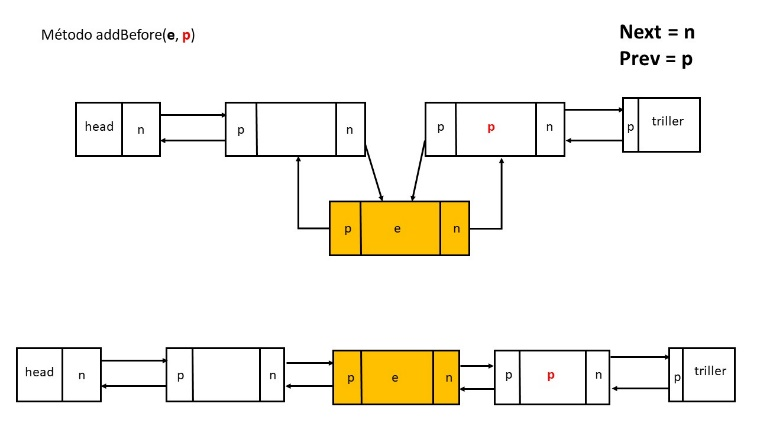 Método addBefore(e, p)
Next = n
Prev = p
head n p n p p n p triller
p e n
head n p n p e n p p n p triller